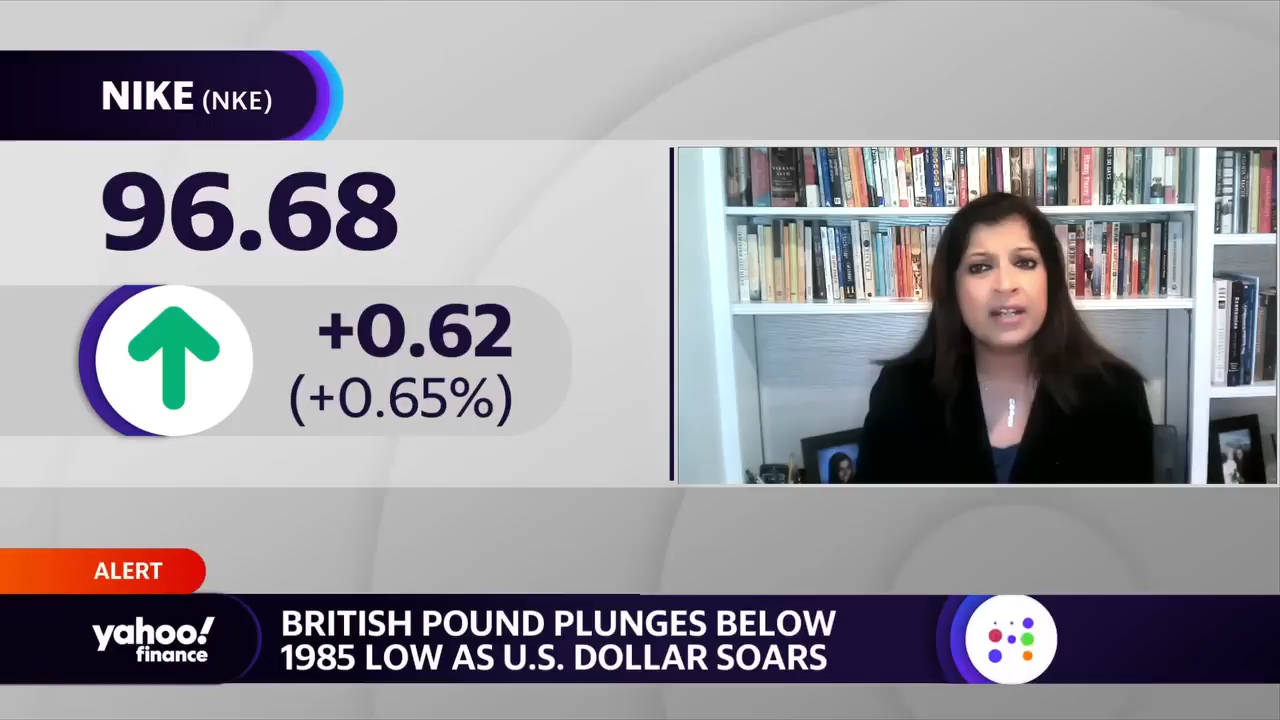 NIKE (NKE)
96.68
+0.62
(+0.65%)
ALERT
yahoo!
finance
BRITISH POUND PLUNGES BELOW
1985 LOW AS U.S. DOLLAR SOARS